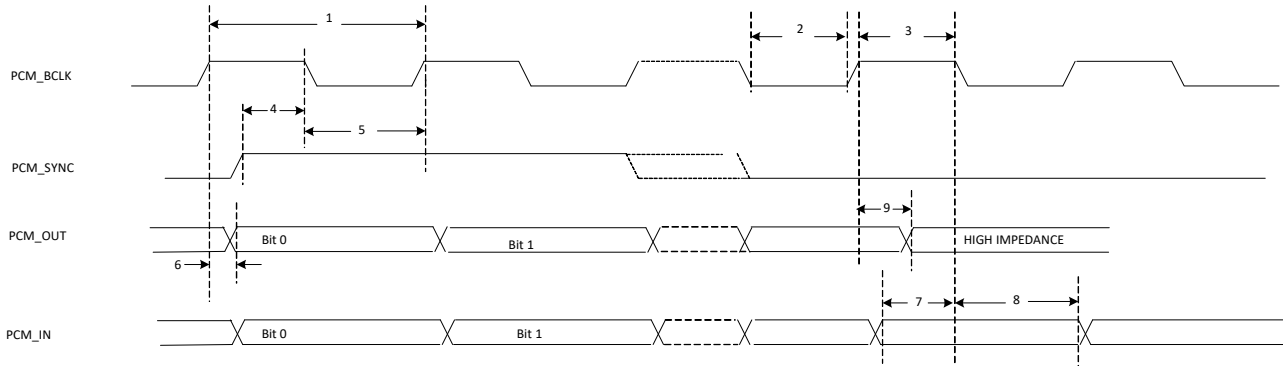 1
2
3
PCM_BCLK
4
5
PCM_SYNC
9
PCM_OUT
Bit 0
Bit 1
HIGH IMPEDANCE
6
7
8
PCM_IN
Bit 0
Bit 1